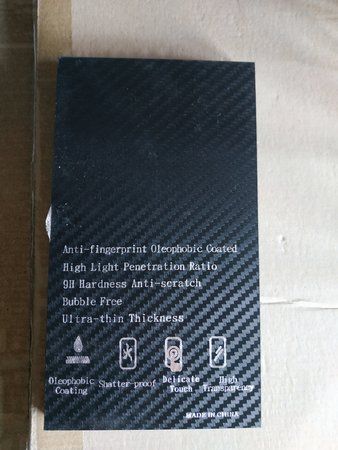 Anti-fingerprint Oleophobic Coated
High Light Penetration Ratio
9H Hardness Anti-scratch
Bubble Free
Ultra-thin Thickness
Oleophobic
Coating
Shatter-proof
Delicate
Touch
High
Transparency
MADE IN CHINA